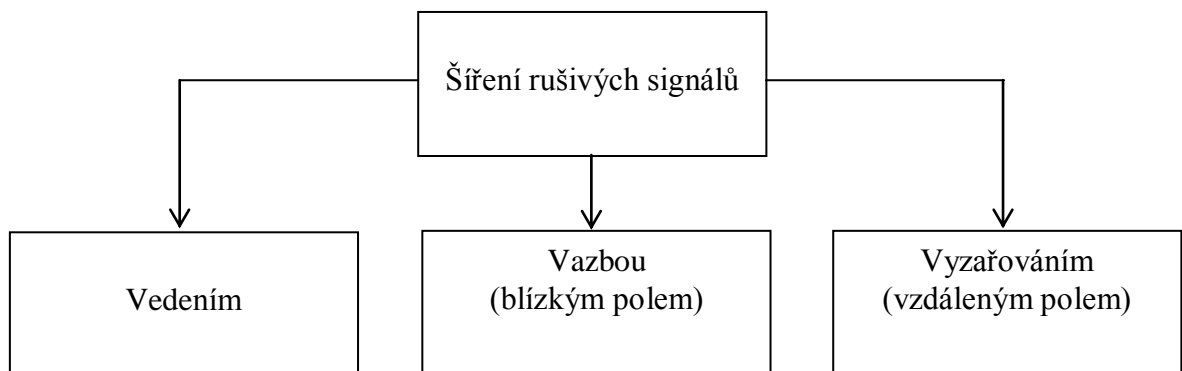 Šíření rušivých signálů
Vedením
Vazbou
(blízkým polem)
Vyzařováním
(vzdáleným polem)